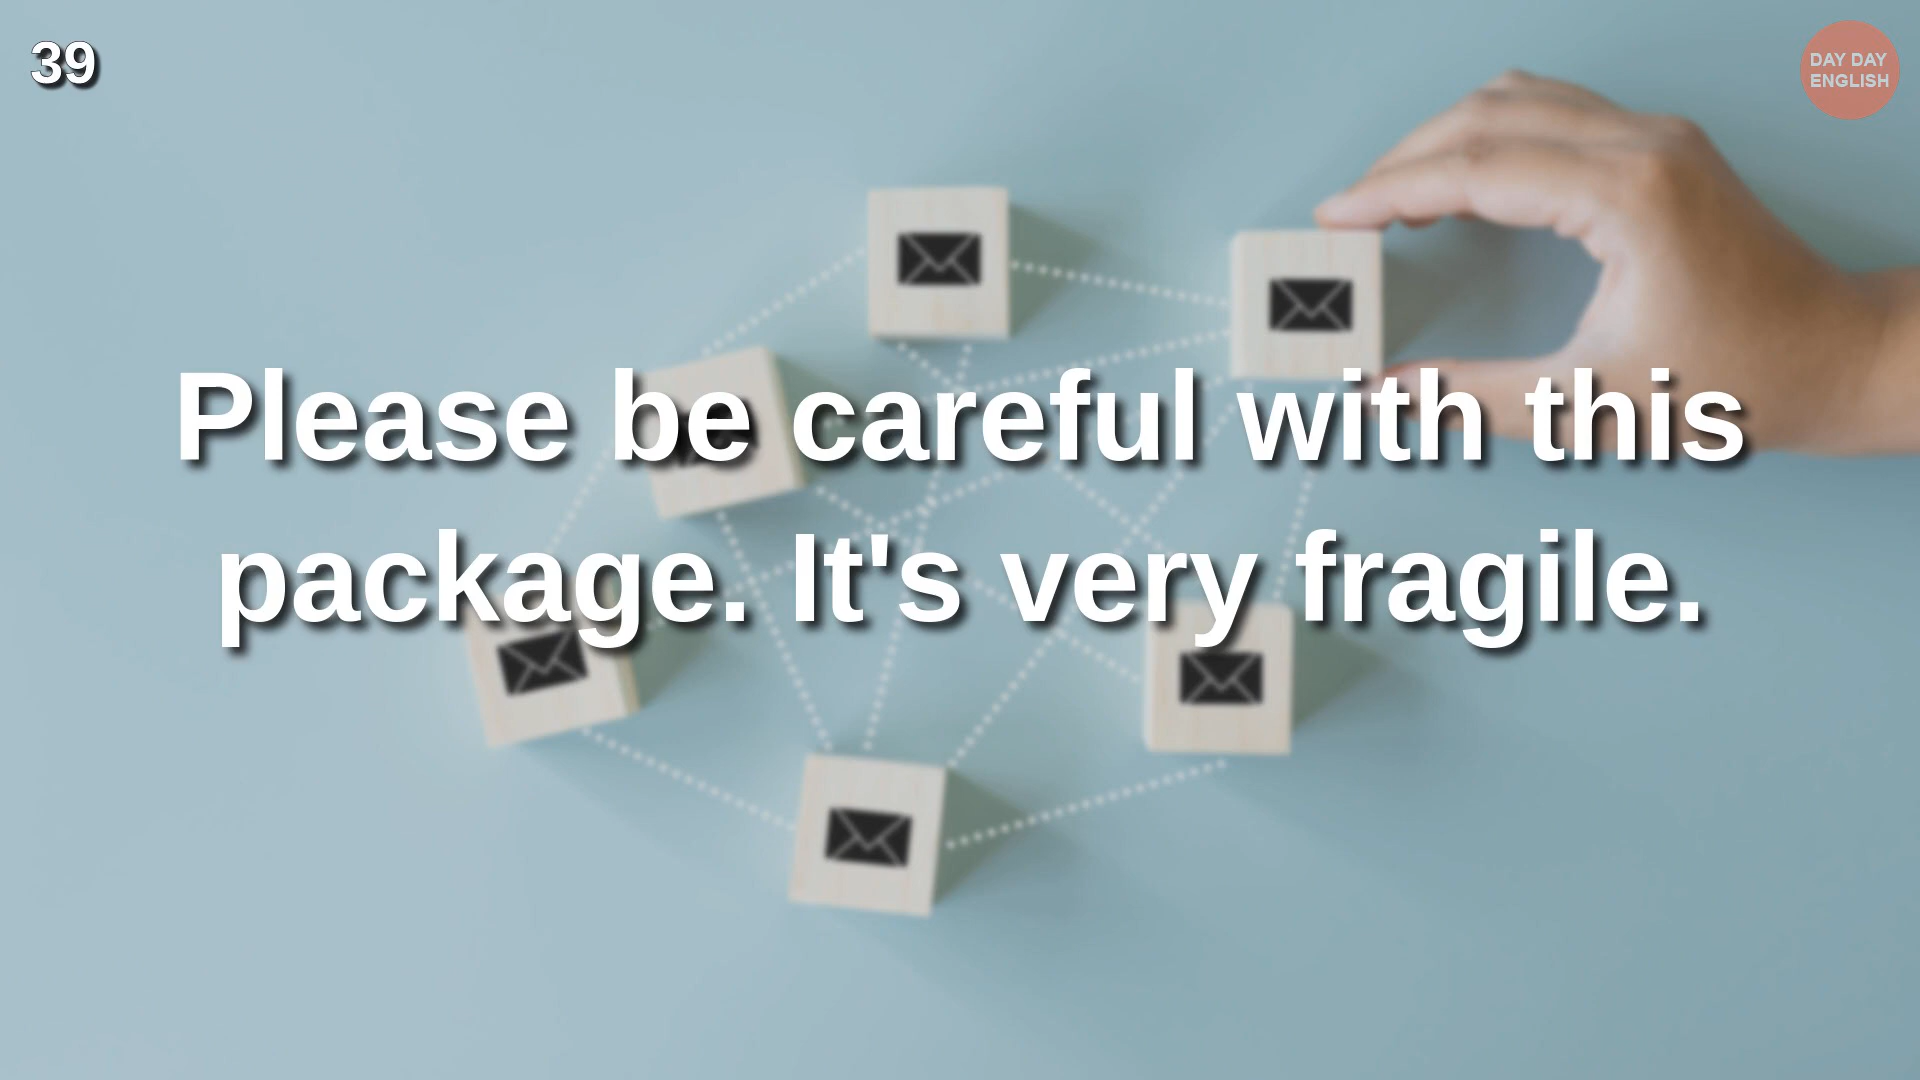 39
DAY DAY
ENGLISH
Please be careful with this
package. It's very fragile.